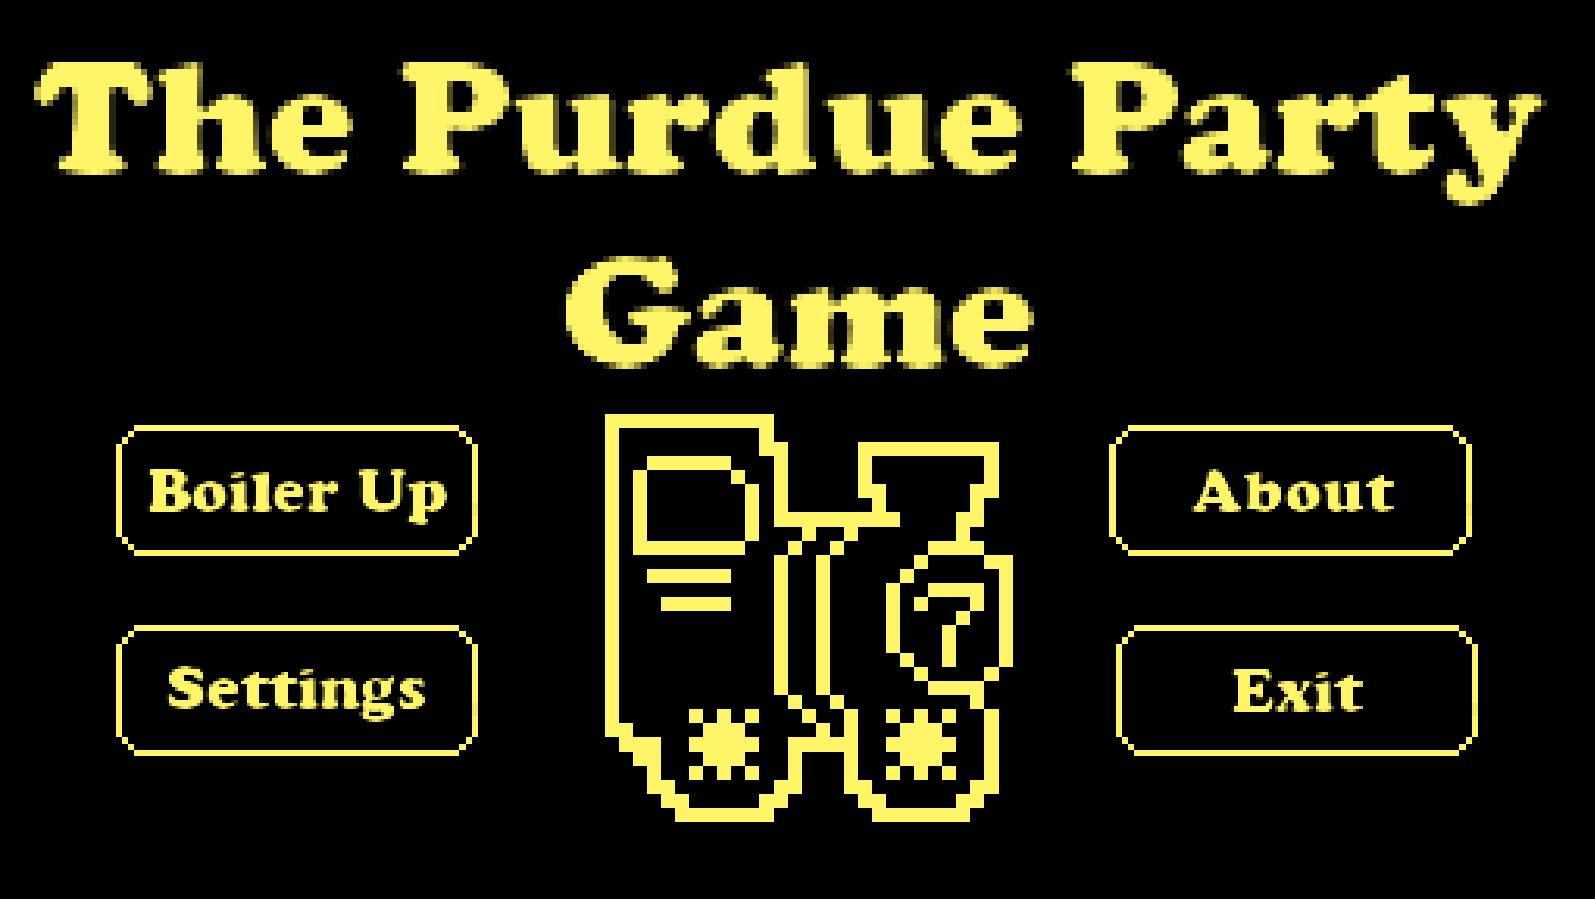 The Purdue Party
Game
Boiler Up
About
?
Settings
Exit